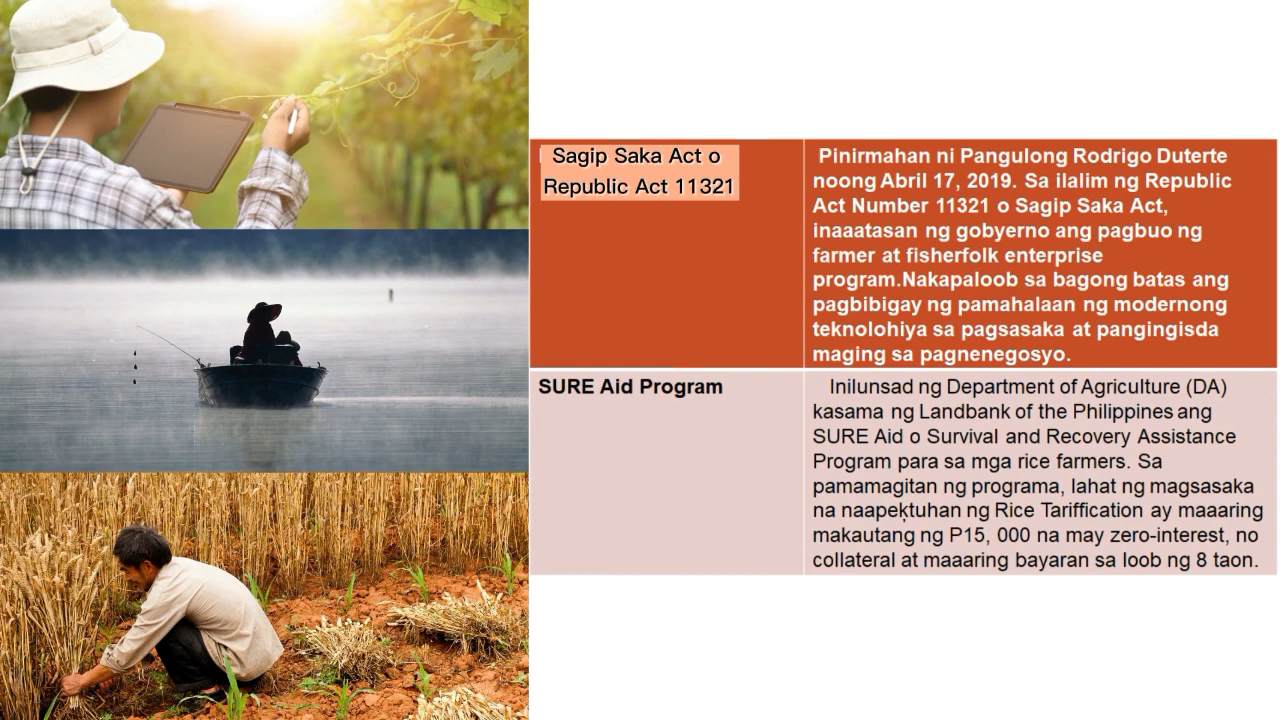 Sagip Saka Act o
Republic Act 11321
Pinirmahan ni Pangulong Rodrigo Duterte
noong Abril 17, 2019. Sa ilalim ng Republic
Act Number 11321 o Sagip Saka Act,
inaaatasan ng gobyerno ang pagbuo ng
farmer at fisherfolk enterprise
program.Nakapaloob sa bagong batas ang
pagbibigay ng pamahalaan ng modernong
teknolohiya sa pagsasaka at pangingisda
maging sa pagnenegosyo.
SURE Aid Program
Inilunsad ng Department of Agriculture (DA)
kasama ng Landbank of the Philippines ang
SURE Aid o Survival and Recovery Assistance
Program para sa mga rice farmers. Sa
pamamagitan ng programa, lahat ng magsasaka
na naapektuhan ng Rice Tariffication ay maaaring
makautang ng P15, 000 na may zero-interest, no
collateral at maaaring bayaran sa loob ng 8 taon.